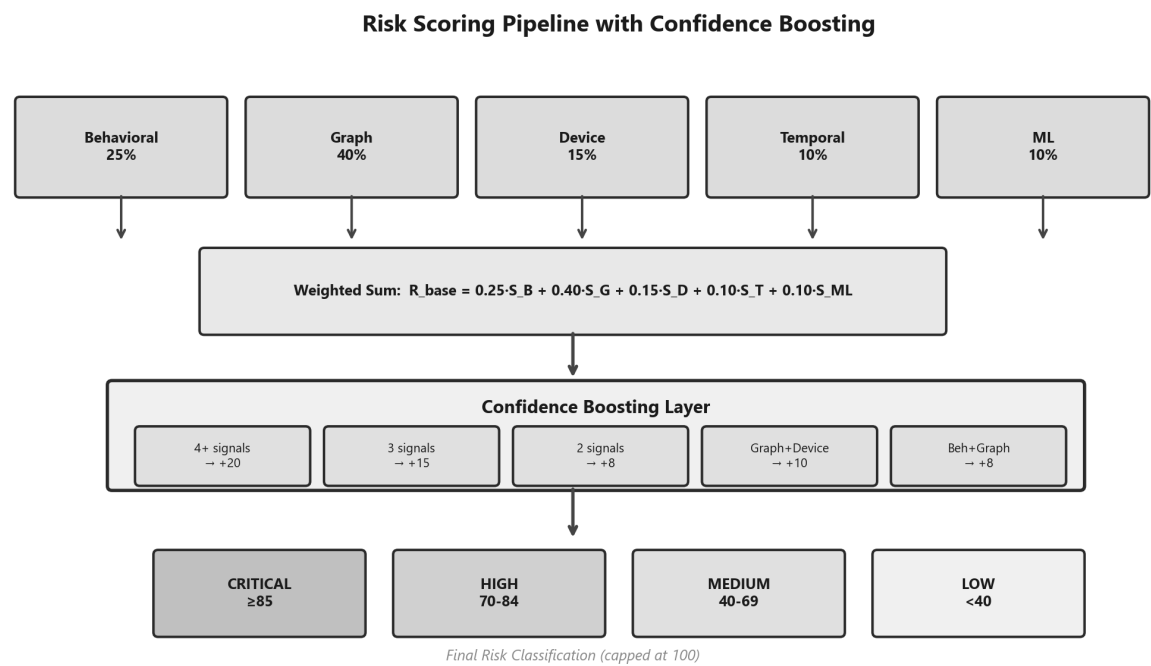 Risk Scoring Pipeline with Confidence Boosting
Behavioral
25%
Graph
40%
Device
15%
Temporal
10%
ML
10%
Weighted Sum:  R_base = 0.25·S_B + 0.40·S_G + 0.15·S_D + 0.10·S_T + 0.10·S_ML
Confidence Boosting Layer
4+ signals
→ +20
3 signals
→ +15
2 signals
→ +8
Graph+Device
→ +10
Beh+Graph
→ +8
CRITICAL
≥85
HIGH
70-84
MEDIUM
40-69
LOW
<40
Final Risk Classification (capped at 100)